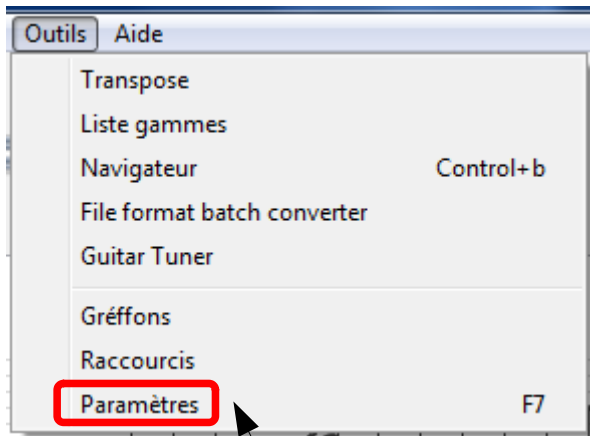 Outils Aide
Transpose
Liste gammes
Navigateur Control+b
File format batch converter
Guitar Tuner
Gréffons
Raccourcis
Paramètres F7